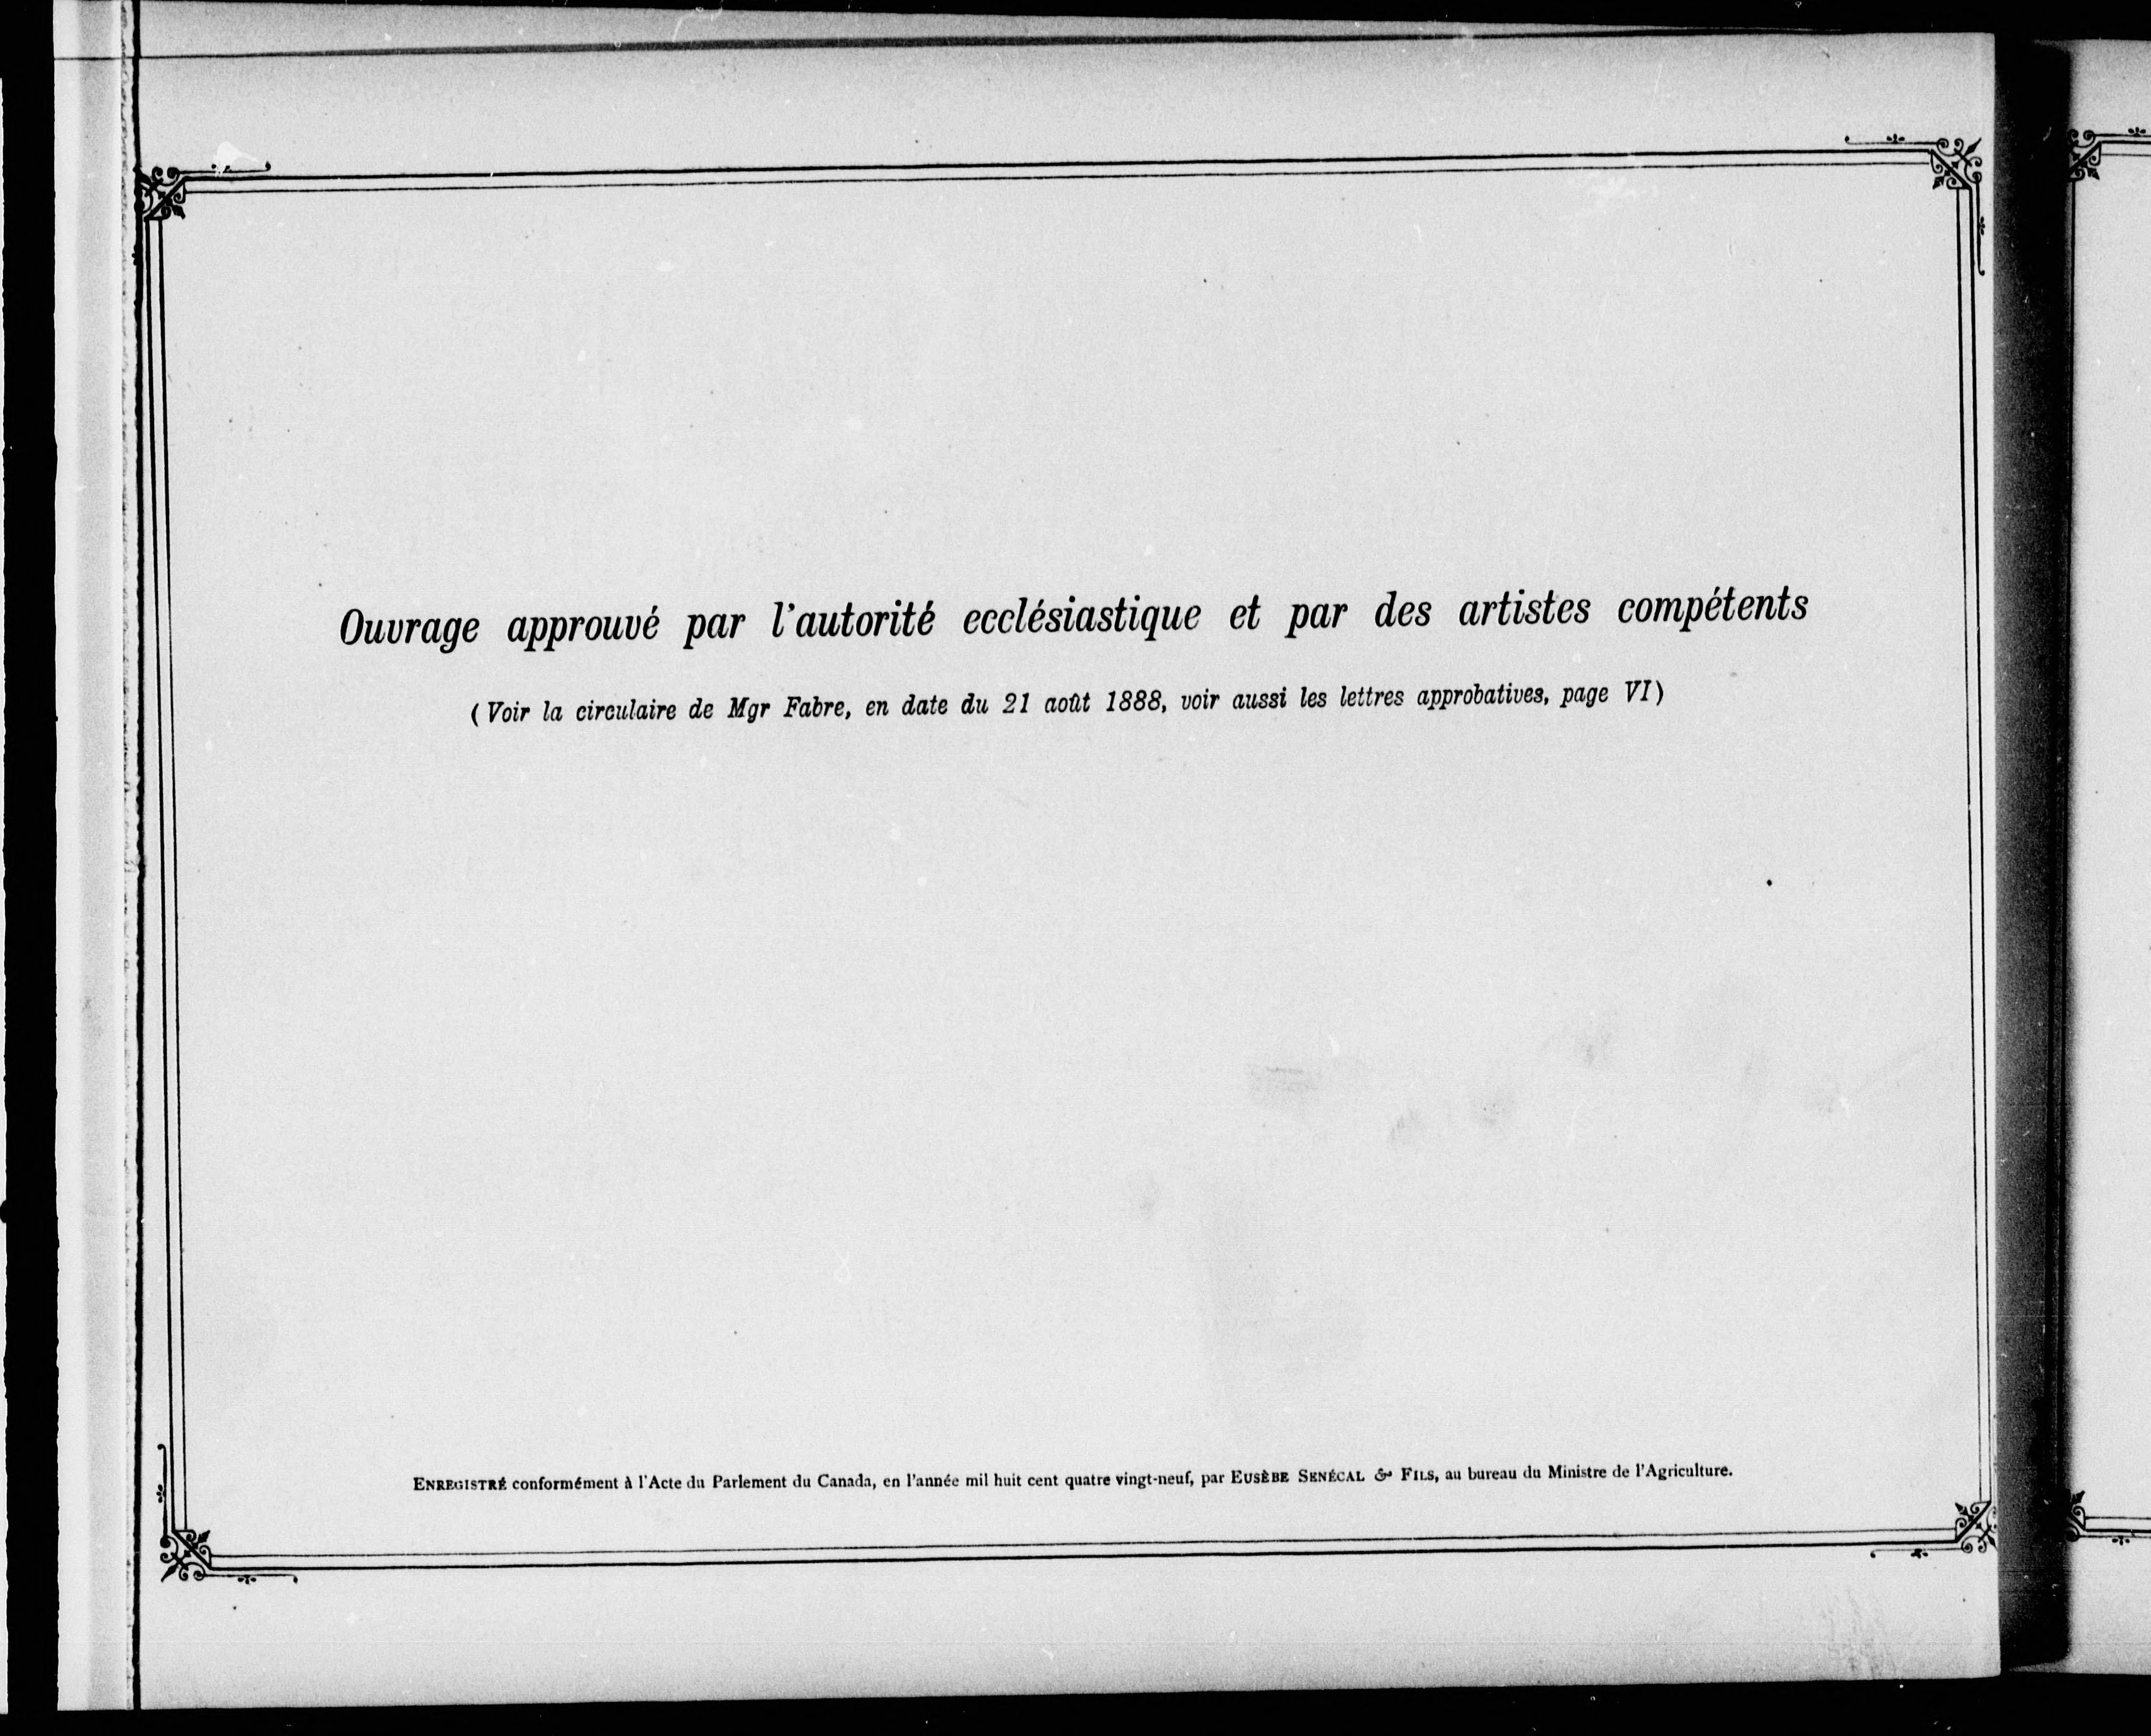 Ouvrage approuvé par l'autorité ecclésiastique et par des artistes compétents
(Voir la circulaire de Mgr Fabre, en date du 21 août 1888, voir aussi les lettres approbatives, page VI)
ENREGISTRÉ conformément à l'Acte du Parlement du Canada, en l'année mil huit cent quatre vingt-neuf, par EUSÈBE SENÉCAL & FILS, au bureau du Ministre de l'Agriculture.